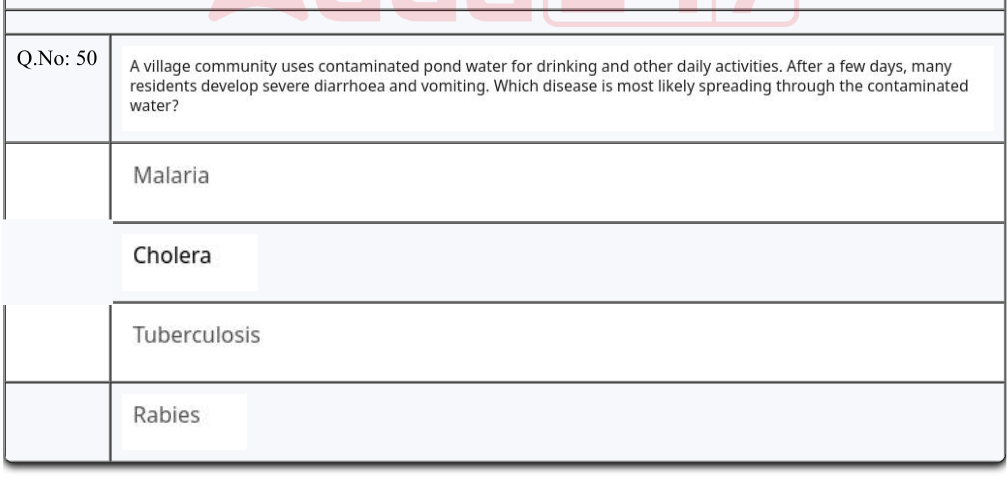 Q.No: 50
A village community uses contaminated pond water for drinking and other daily activities. After a few days, many
residents develop severe diarrhoea and vomiting. Which disease is most likely spreading through the contaminated
water?
Malaria
Cholera
Tuberculosis
Rabies